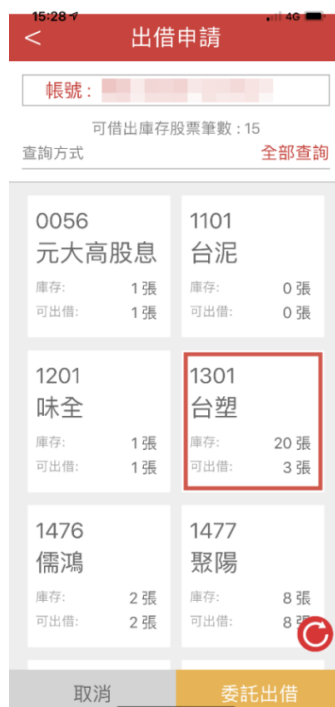 15:28
4G
< 出借申請
帳號：
可借出庫存股票筆數：15
查詢方式 全部查詢
0056
元大高股息
庫存: 1張
可出借: 1張
1101
台泥
庫存: 0張
可出借: 0張
1201
味全
庫存: 1張
可出借: 1張
1301
台塑
庫存: 20張
可出借: 3張
1476
儒鴻
庫存: 2張
可出借: 2張
1477
聚陽
庫存: 8張
可出借: 8張
取消 委託出借